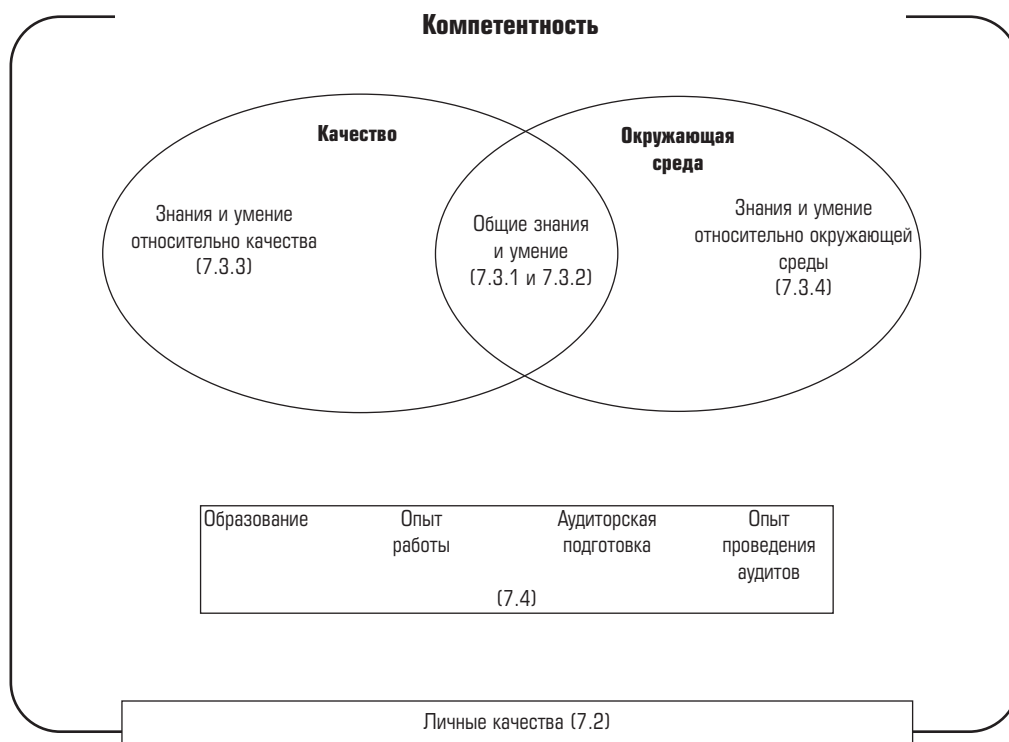 Компетентность
Качество
Окружающая
среда
Знания и умение
относительно качества
(7.3.3)
Общие знания
и умение
(7.3.1 и 7.3.2)
Знания и умение
относительно окружающей
среды
(7.3.4)
Образование
Опыт
работы
Аудиторская
подготовка
Опыт
проведения
аудитов
(7.4)
Личные качества (7.2)